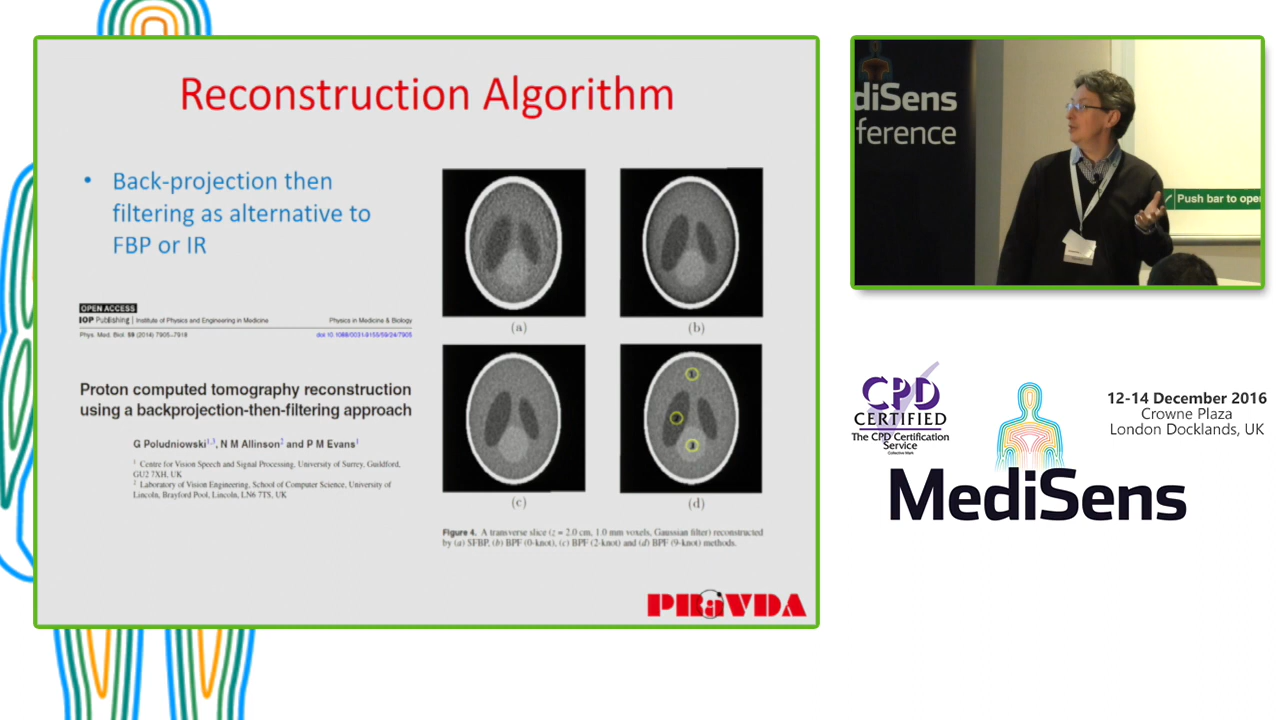 Reconstruction Algorithm
• Back-projection then
filtering as alternative to
FBP or IR
OPEN ACCESS
IOP Publishing | Institute of Physics and Engineering in Medicine
Physics in Medicine & Biology
Phys. Med. Biol. 59 (2014) 7905–7918
doi:10.1088/0031-9155/59/24/7905
Proton computed tomography reconstruction
using a backprojection-then-filtering approach
G Poludniowski1,3, N M Allinson2 and P M Evans1
1 Centre for Vision Speech and Signal Processing, University of Surrey, Guildford,
GU2 7XH, UK
2 Laboratory of Vision Engineering, School of Computer Science, University of
Lincoln, Brayford Pool, Lincoln, LN6 7TS, UK
(a)
(b)
1
2
3
(c)
(d)
Figure 4. A transverse slice (z = 2.0 cm, 1.0 mm voxels, Gaussian filter) reconstructed
by (a) SFBP, (b) BPF (0-knot), (c) BPF (2-knot) and (d) BPF (9-knot) methods.
PRaVDA
diSens
ference
Push bar to ope
CPD
CERTIFIED
The CPD Certification
Service
Collective Mark
12-14 December 2016
Crowne Plaza
London Docklands, UK
MediSens